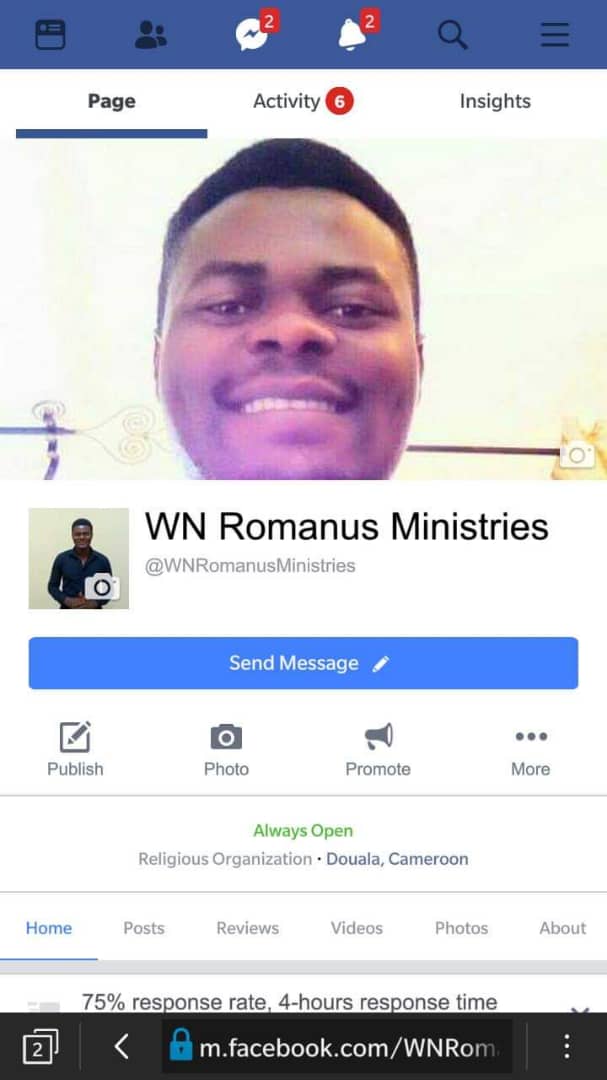 2
2
Page
Activity 6
Insights
WN Romanus Ministries
@WNRomanusMinistries
Send Message
Publish
Photo
Promote
More
Always Open
Religious Organization · Douala, Cameroon
Home
Posts
Reviews
Videos
Photos
About
75% response rate, 4-hours response time
2
m.facebook.com/WNRom